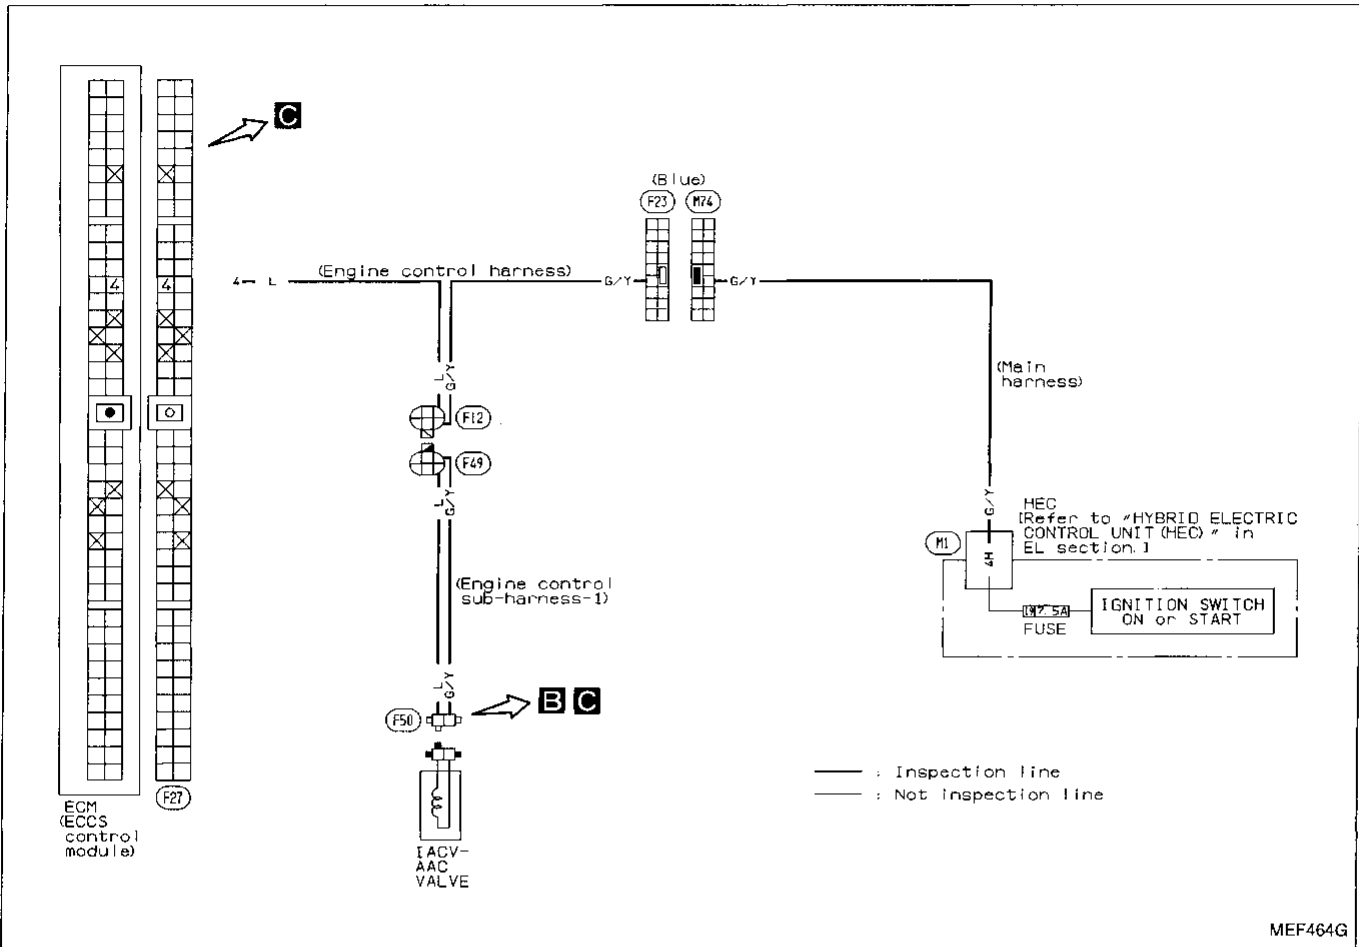 C
(Blue)
F23
M74
4 L
(Engine control harness)
G/Y
G/Y
4
4
L
G/Y
(Main
harness)
F12
F49
L
G/Y
G/Y
HEC
[Refer to "HYBRID ELECTRIC
CONTROL UNIT (HEC)" in
EL section.]
M1
4H
(Engine control
sub-harness-1)
7.5A
FUSE
IGNITION SWITCH
ON or START
L
G/Y
F50
B C
: Inspection line
: Not inspection line
F27
ECM
(ECCS
control
module)
IACV-
AAC
VALVE
MEF464G